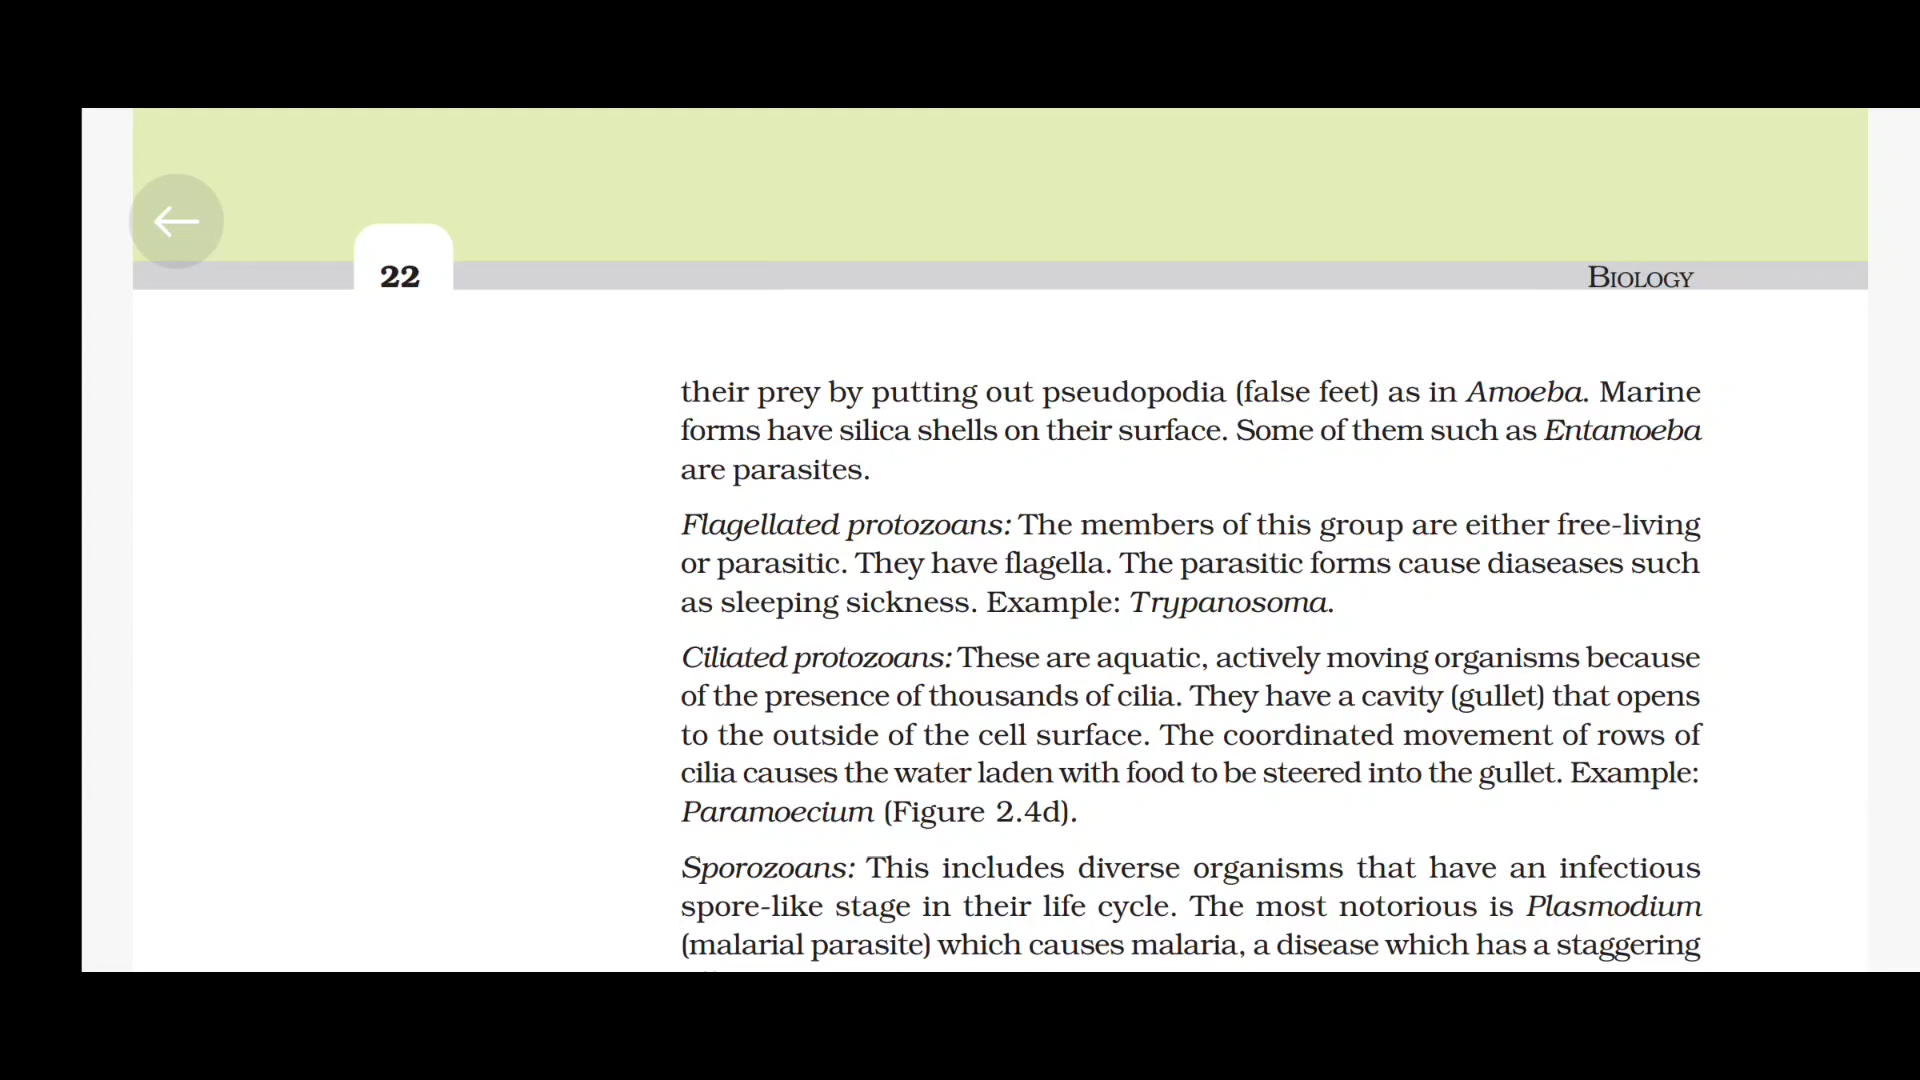 22
BIOLOGY
their prey by putting out pseudopodia (false feet) as in Amoeba. Marine
forms have silica shells on their surface. Some of them such as Entamoeba
are parasites.
Flagellated protozoans: The members of this group are either free-living
or parasitic. They have flagella. The parasitic forms cause diaseases such
as sleeping sickness. Example: Trypanosoma.
Ciliated protozoans: These are aquatic, actively moving organisms because
of the presence of thousands of cilia. They have a cavity (gullet) that opens
to the outside of the cell surface. The coordinated movement of rows of
cilia causes the water laden with food to be steered into the gullet. Example:
Paramoecium (Figure 2.4d).
Sporozoans: This includes diverse organisms that have an infectious
spore-like stage in their life cycle. The most notorious is Plasmodium
(malarial parasite) which causes malaria, a disease which has a staggering